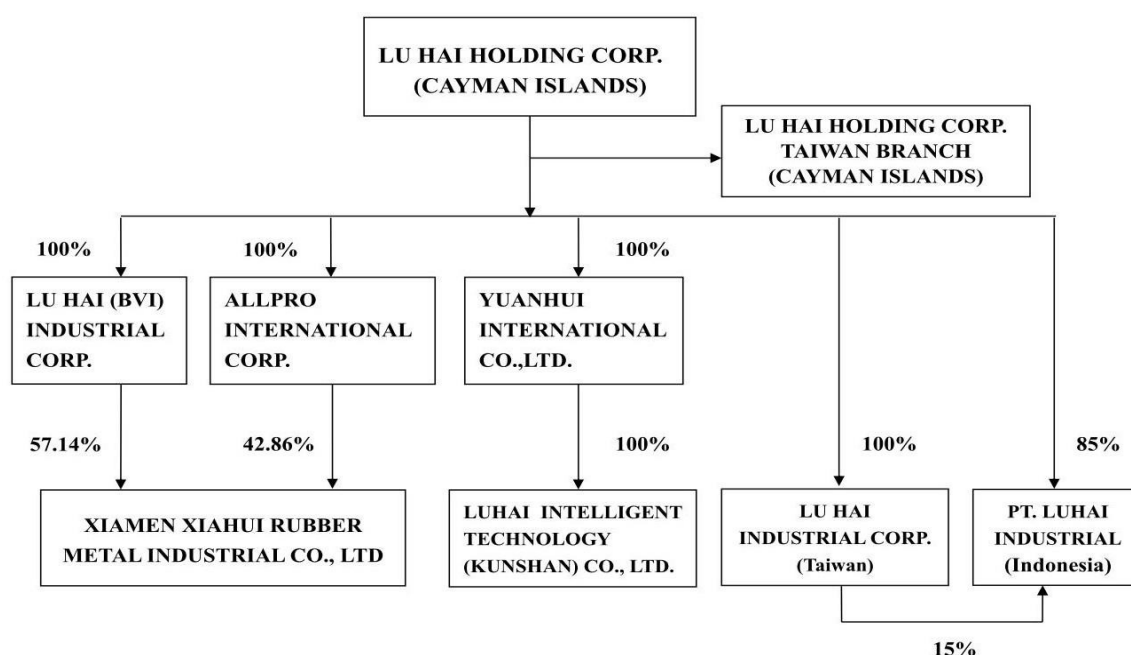 LU HAI HOLDING CORP.
(CAYMAN ISLANDS)
LU HAI HOLDING CORP.
TAIWAN BRANCH
(CAYMAN ISLANDS)
100%
100%
100%
LU HAI (BVI)
INDUSTRIAL
CORP.
ALLPRO
INTERNATIONAL
CORP.
YUANHUI
INTERNATIONAL
CO.,LTD.
57.14%
42.86%
100%
100%
85%
XIAMEN XIAHUI RUBBER
METAL INDUSTRIAL CO., LTD
LUHAI INTELLIGENT
TECHNOLOGY
(KUNSHAN) CO., LTD.
LU HAI
INDUSTRIAL CORP.
(Taiwan)
PT. LUHAI
INDUSTRIAL
(Indonesia)
15%